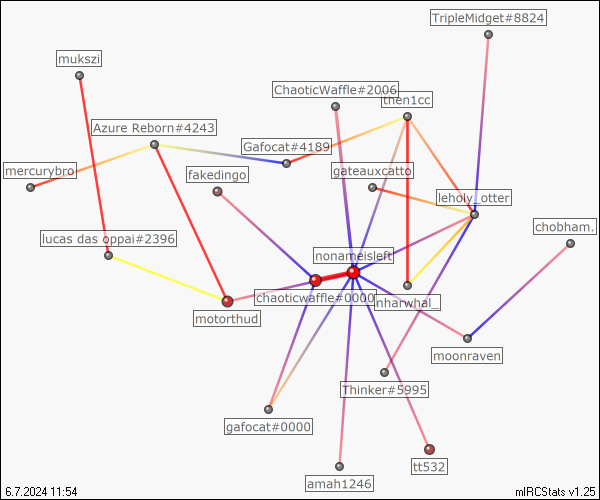 TripleMidget#8824
mukszi
ChaoticWaffle#2006
then1cc
Azure Reborn#4243
Gafocat#4189
mercurybro
fakedingo
gateauxcatto
leholy_otter
chobham.
lucas das oppai#2396
nonameisleft
chaoticwaffle#0000
nharwhal_
motorthud
moonraven
Thinker#5995
gafocat#0000
tt532
amah1246
6.7.2024 11:54
mIRCStats v1.25